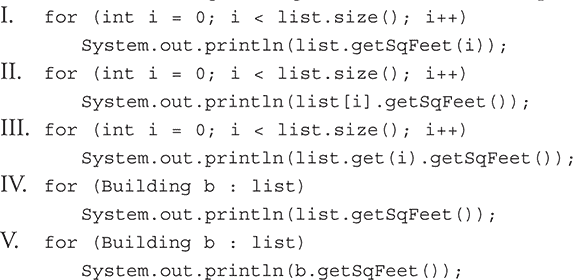 I. for (int i = 0; i < list.size(); i++)
System.out.println(list.getSqFeet(i));
II. for (int i = 0; i < list.size(); i++)
System.out.println(list[i].getSqFeet());
III. for (int i = 0; i < list.size(); i++)
System.out.println(list.get(i).getSqFeet());
IV. for (Building b : list)
System.out.println(list.getSqFeet());
V. for (Building b : list)
System.out.println(b.getSqFeet());